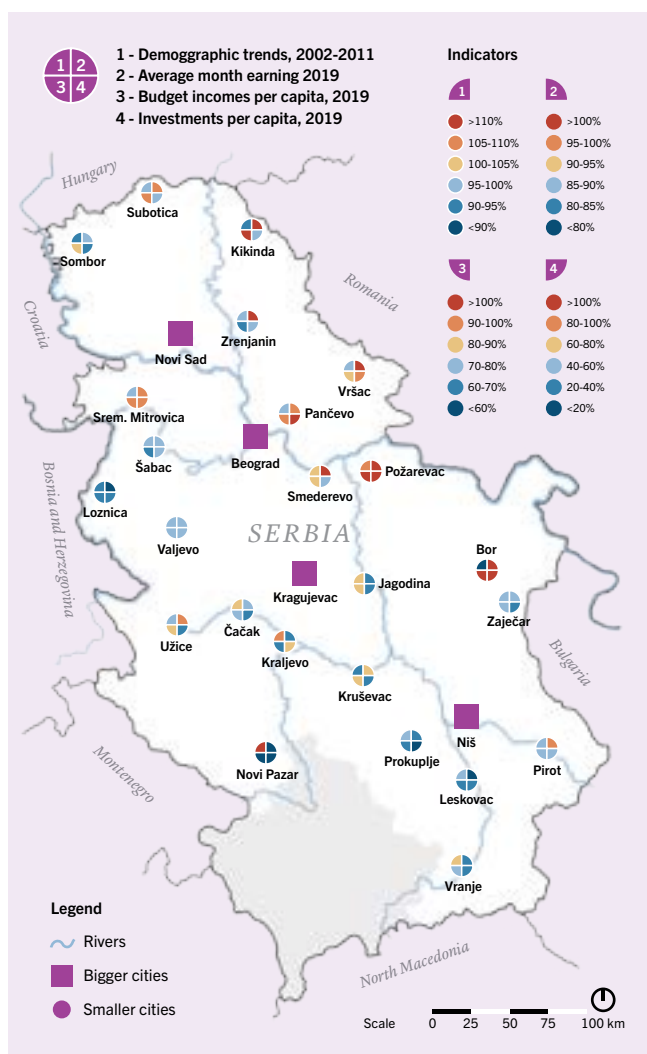 1 2
3 4
1 - Demoggraphic trends, 2002-2011
2 - Average month earning 2019
3 - Budget incomes per capita, 2019
4 - Investments per capita, 2019
Indicators
1
>110%
105-110%
100-105%
95-100%
90-95%
<90%
2
>100%
95-100%
90-95%
85-90%
80-85%
<80%
3
>100%
90-100%
80-90%
70-80%
60-70%
<60%
4
>100%
80-100%
60-80%
40-60%
20-40%
<20%
Hungary
Subotica
Sombor
Kikinda
Romania
Croatia
Zrenjanin
Novi Sad
Vršac
Srem. Mitrovica
Pančevo
Šabac
Beograd
Požarevac
Smederevo
Loznica
Bosnia and Herzegovina
Valjevo
SERBIA
Bor
Kragujevac
Jagodina
Zaječar
Užice
Čačak
Kraljevo
Bulgaria
Kruševac
Niš
Novi Pazar
Prokuplje
Pirot
Montenegro
Leskovac
Vranje
North Macedonia
Legend
Rivers
Bigger cities
Smaller cities
Scale 0 25 50 75 100 km